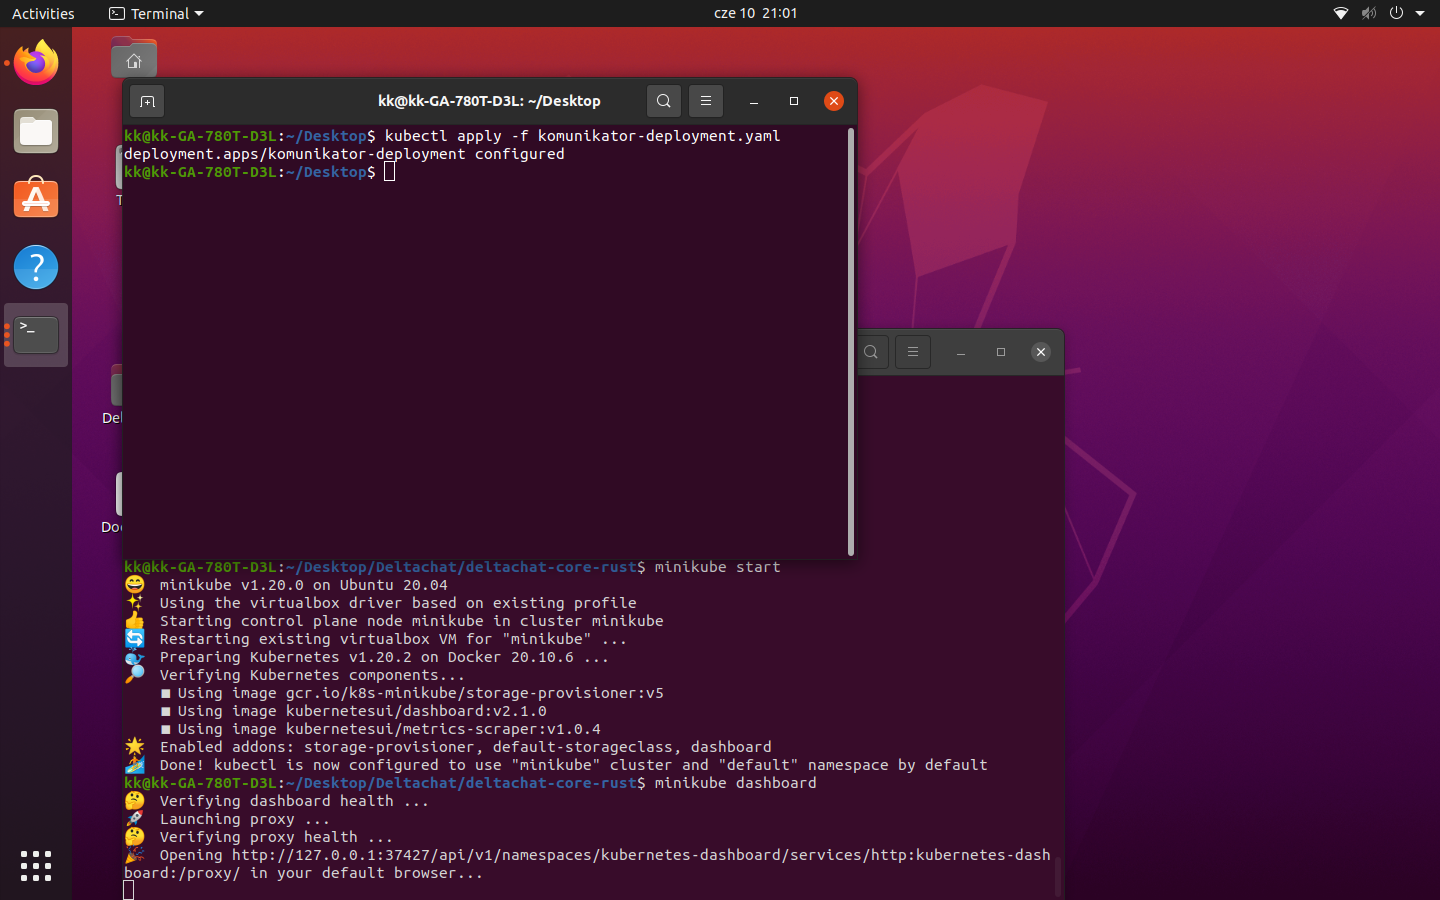 Activities
Terminal
cze 10 21:01
kk@kk-GA-780T-D3L: ~/Desktop
kk@kk-GA-780T-D3L:~/Desktop$ kubectl apply -f komunikator-deployment.yaml
deployment.apps/komunikator-deployment configured
kk@kk-GA-780T-D3L:~/Desktop$
T
Del
Doc
kk@kk-GA-780T-D3L:~/Desktop/Deltachat/deltachat-core-rust$ minikube start
minikube v1.20.0 on Ubuntu 20.04
Using the virtualbox driver based on existing profile
Starting control plane node minikube in cluster minikube
Restarting existing virtualbox VM for "minikube" ...
Preparing Kubernetes v1.20.2 on Docker 20.10.6 ...
Verifying Kubernetes components...
■ Using image gcr.io/k8s-minikube/storage-provisioner:v5
■ Using image kubernetesui/dashboard:v2.1.0
■ Using image kubernetesui/metrics-scraper:v1.0.4
Enabled addons: storage-provisioner, default-storageclass, dashboard
Done! kubectl is now configured to use "minikube" cluster and "default" namespace by default
kk@kk-GA-780T-D3L:~/Desktop/Deltachat/deltachat-core-rust$ minikube dashboard
Verifying dashboard health ...
Launching proxy ...
Verifying proxy health ...
Opening http://127.0.0.1:37427/api/v1/namespaces/kubernetes-dashboard/services/http:kubernetes-dash
board:/proxy/ in your default browser...